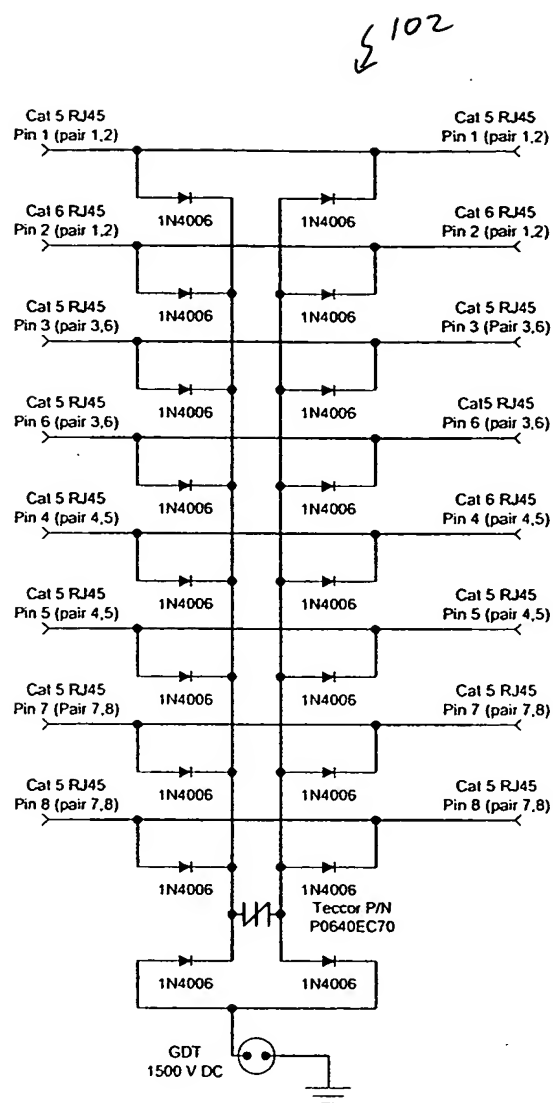 102
Cat 5 RJ45
Pin 1 (pair 1,2)
Cat 5 RJ45
Pin 1 (pair 1,2)
1N4006
1N4006
Cat 6 RJ45
Pin 2 (pair 1,2)
Cat 6 RJ45
Pin 2 (pair 1,2)
1N4006
1N4006
Cat 5 RJ45
Pin 3 (pair 3,6)
Cat 5 RJ45
Pin 3 (Pair 3,6)
1N4006
1N4006
Cat 5 RJ45
Pin 6 (pair 3,6)
Cat5 RJ45
Pin 6 (pair 3,6)
1N4006
1N4006
Cat 5 RJ45
Pin 4 (pair 4,5)
Cat 6 RJ45
Pin 4 (pair 4,5)
1N4006
1N4006
Cat 5 RJ45
Pin 5 (pair 4,5)
Cat 5 RJ45
Pin 5 (pair 4,5)
1N4006
1N4006
Cat 5 RJ45
Pin 7 (Pair 7,8)
Cat 5 RJ45
Pin 7 (pair 7,8)
1N4006
1N4006
Cat 5 RJ45
Pin 8 (pair 7,8)
Cat 5 RJ45
Pin 8 (pair 7,8)
1N4006
1N4006
Teccor P/N
P0640EC70
1N4006
1N4006
GDT
1500 V DC